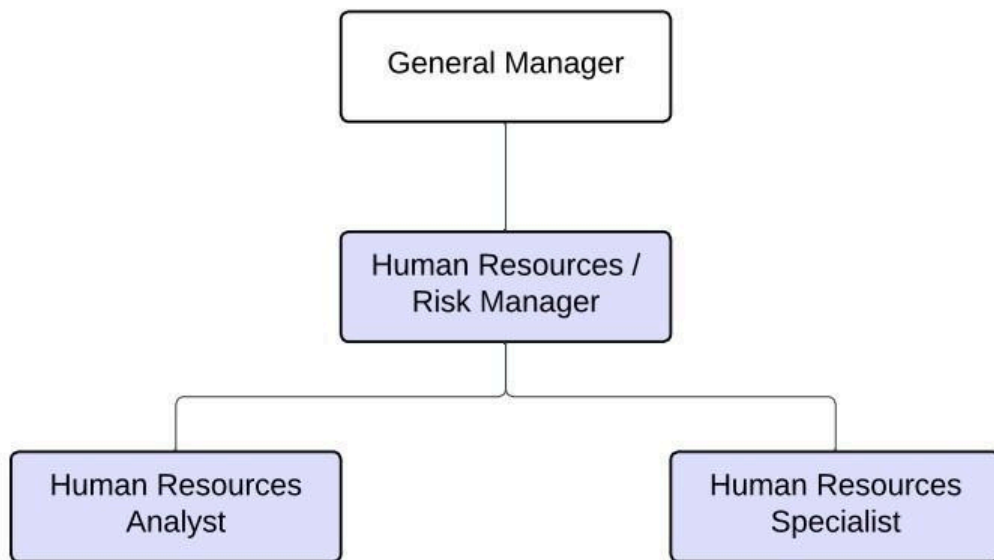 General Manager
Human Resources /
Risk Manager
Human Resources
Analyst
Human Resources
Specialist